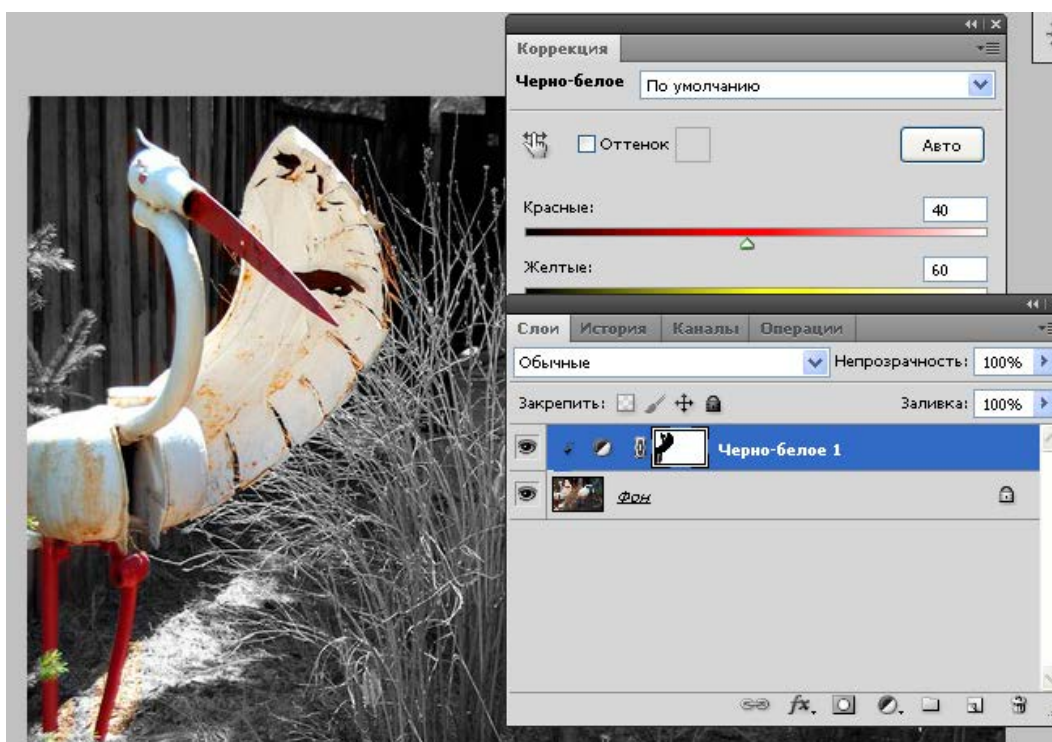 Коррекция
Черно-белое По умолчанию
Оттенок Авто
Красные: 40
Желтые: 60
Слои История Каналы Операции
Обычные Непрозрачность: 100%
Закрепить: Заливка: 100%
Черно-белое 1
Фон
fx.